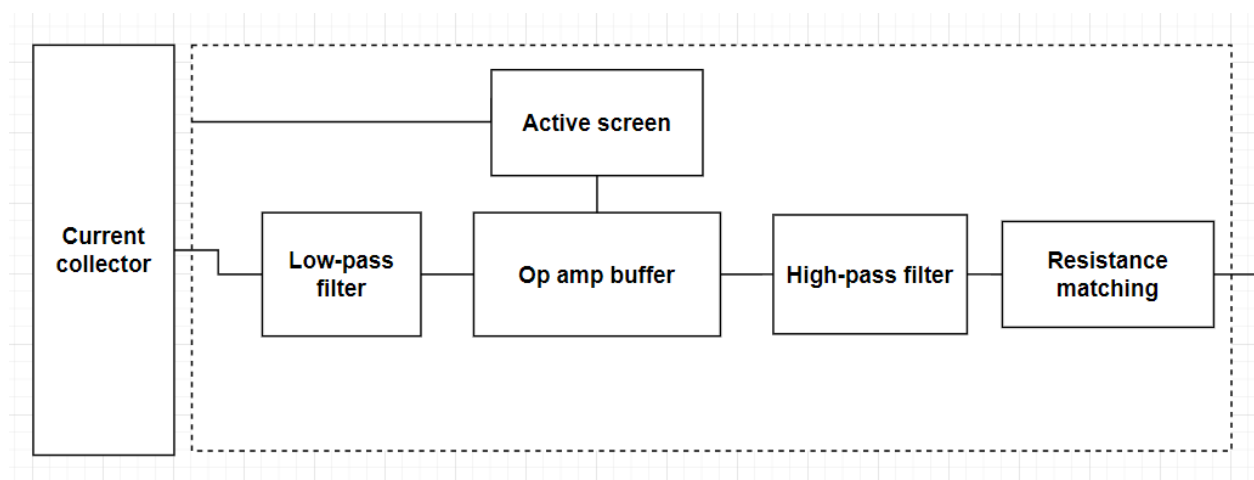 Active screen
Current
collector
Low-pass
filter
Op amp buffer
High-pass filter
Resistance
matching